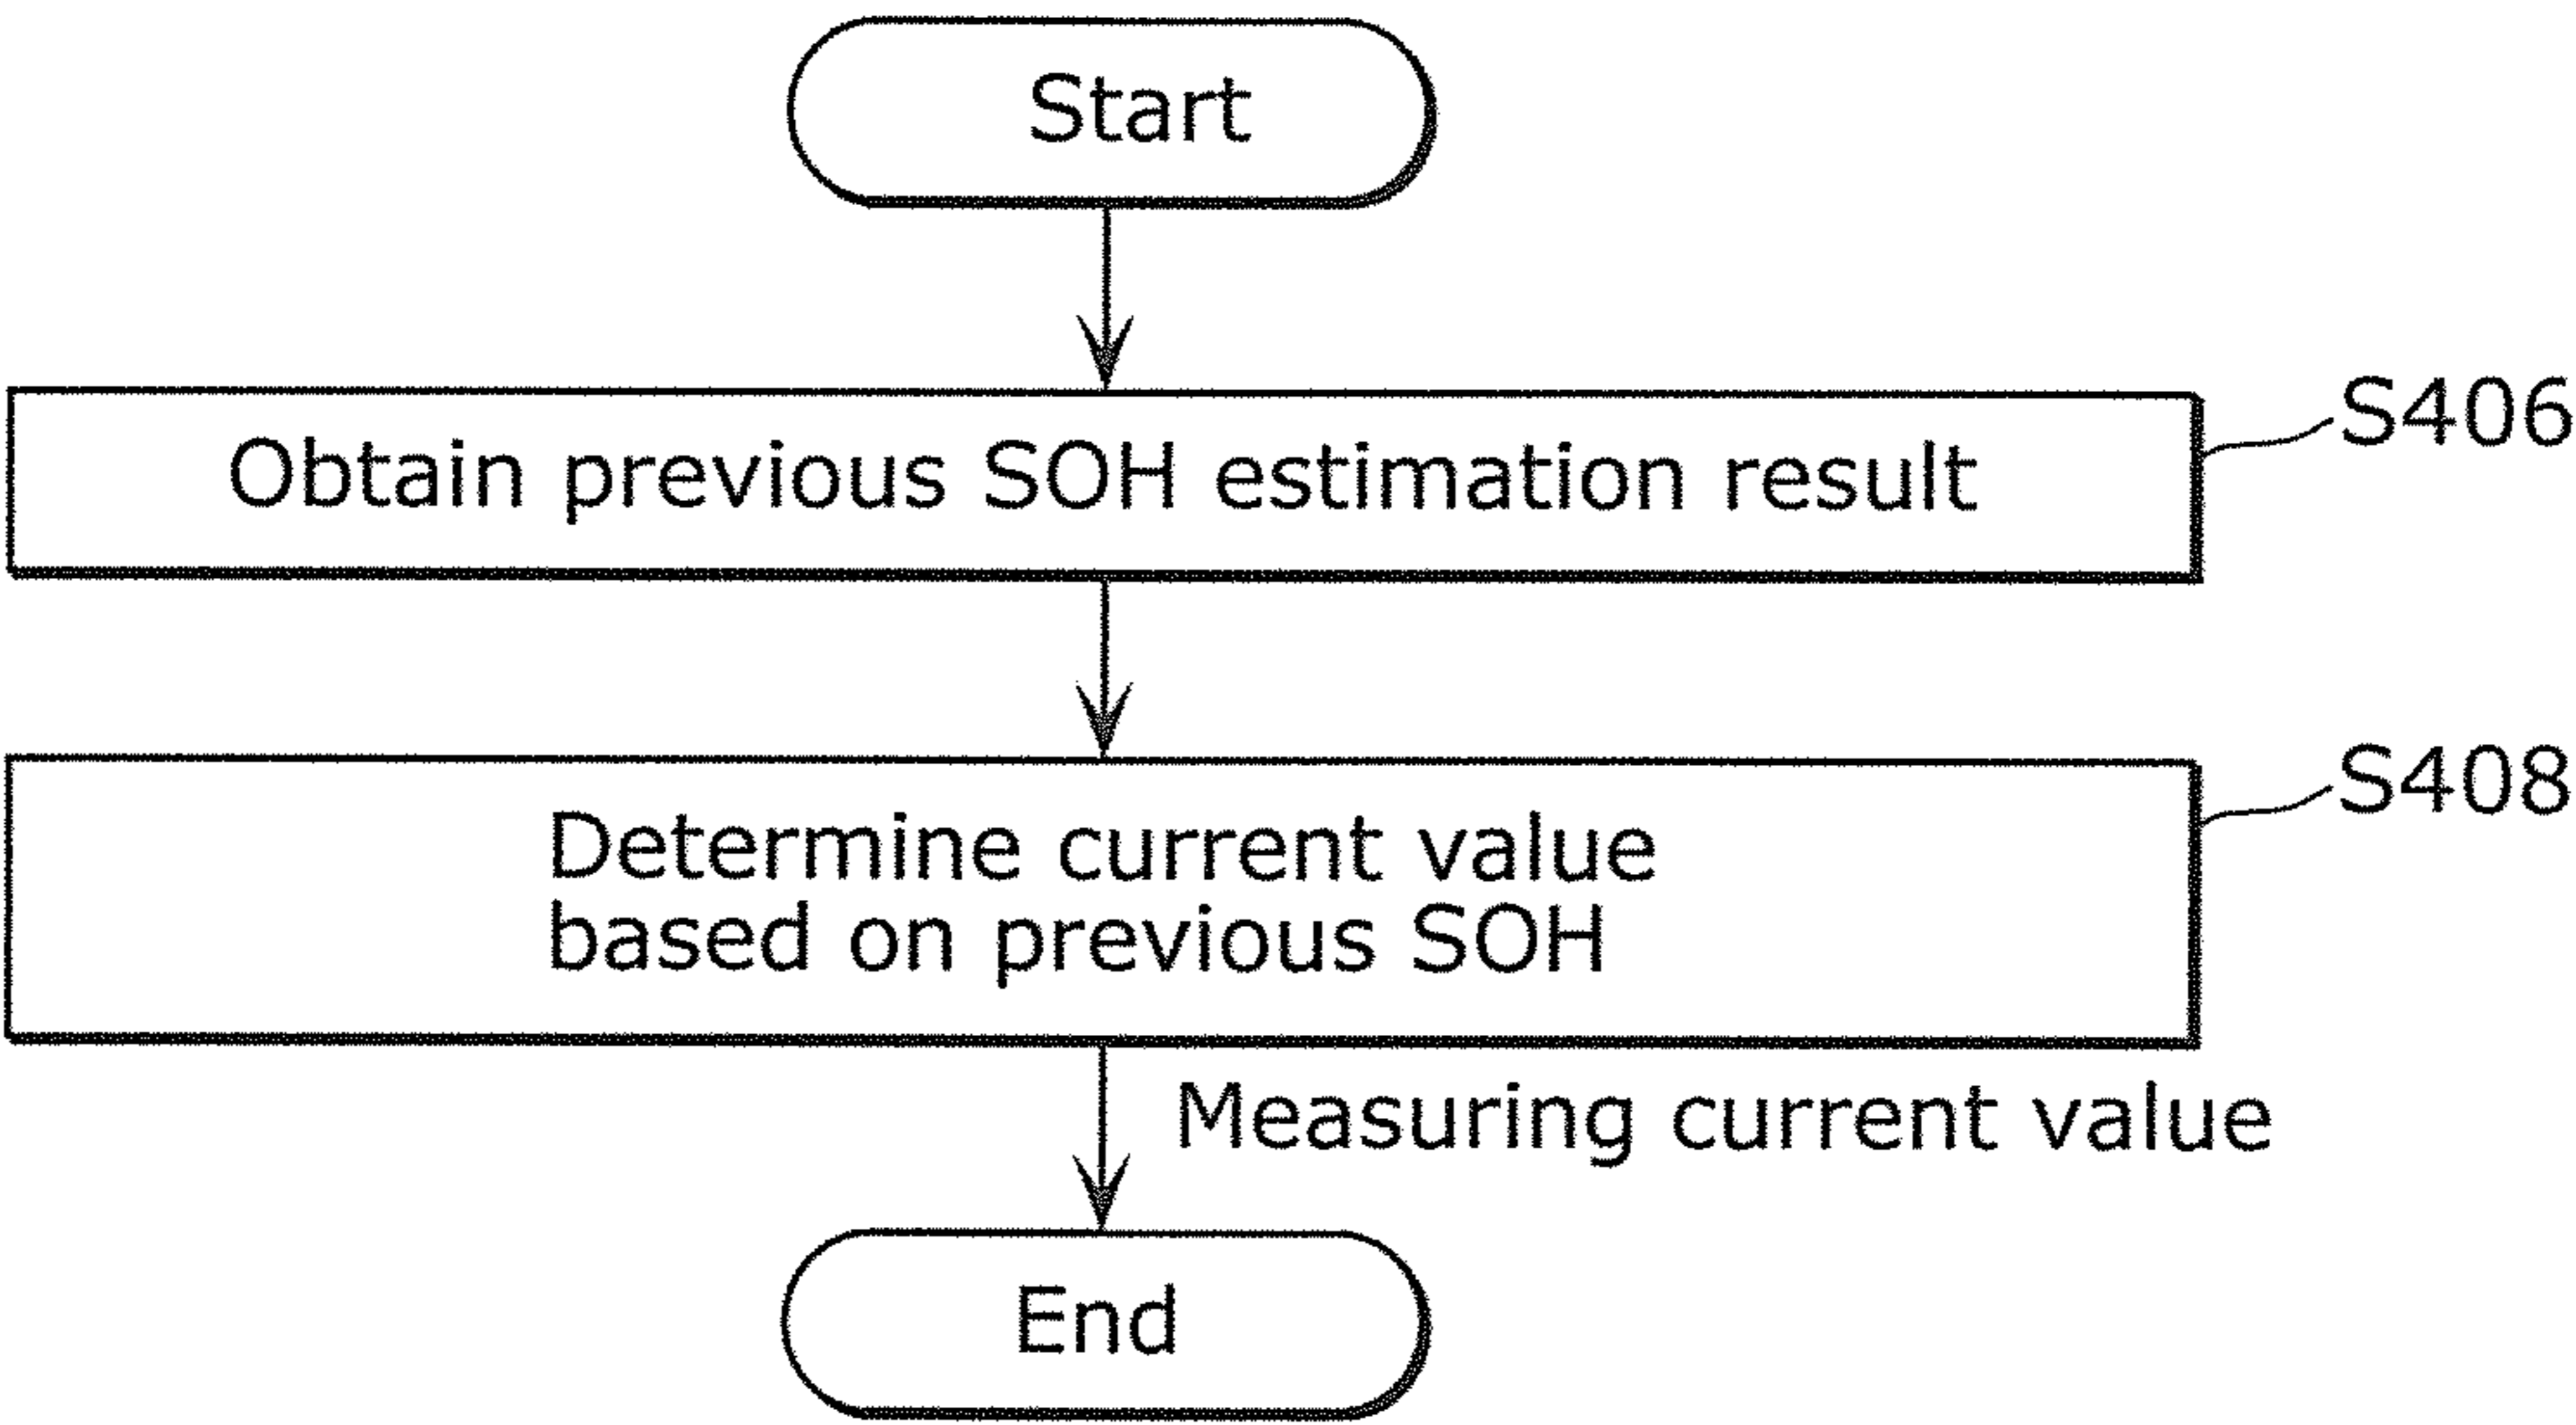 Start
S406
Obtain previous SOH estimation result
S408
Determine current value
based on previous SOH
Measuring current value
End